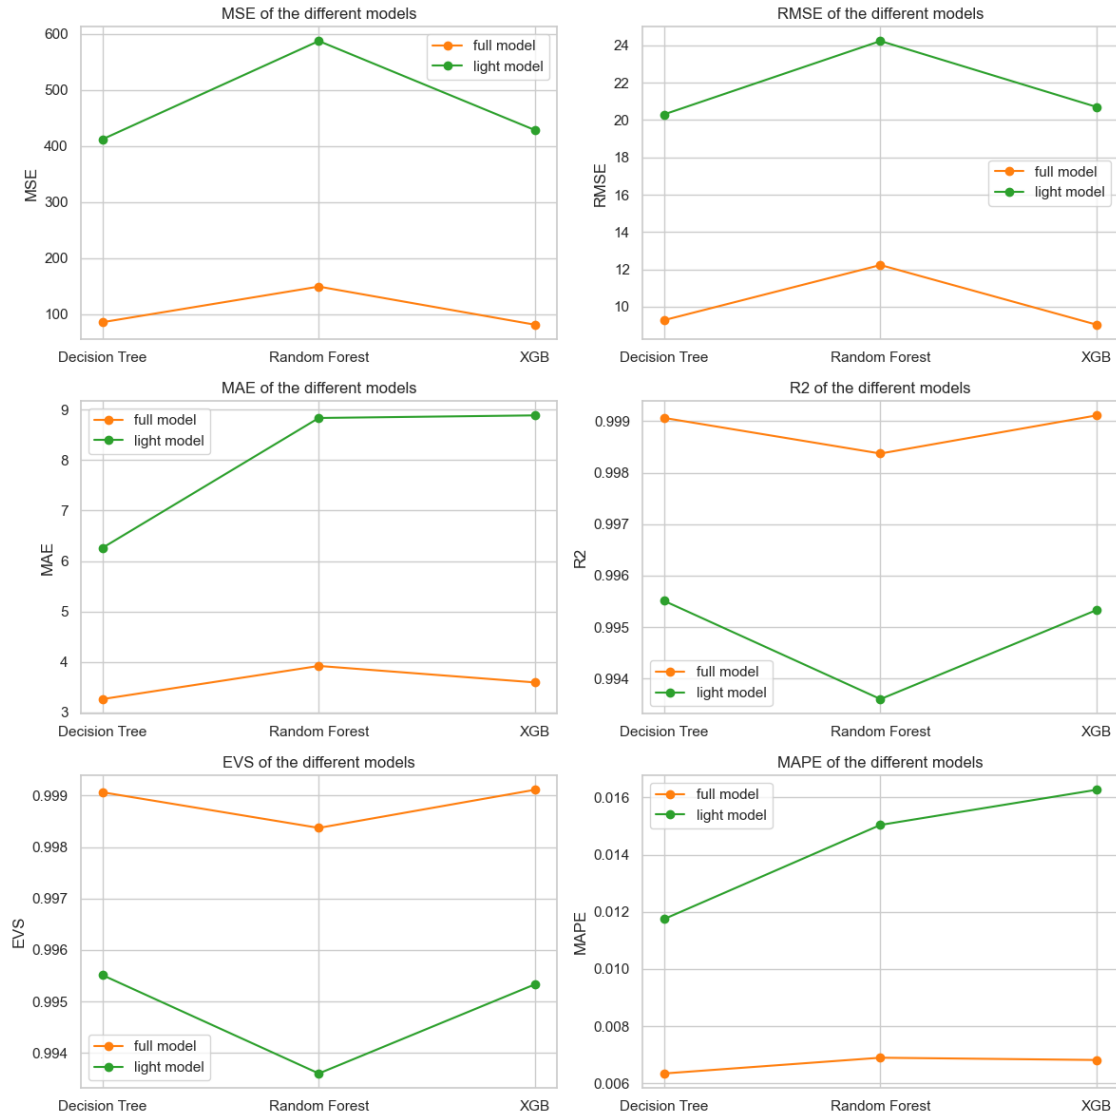 MSE of the different models
600
500
400
300
200
100
MSE
full model
light model
Decision Tree
Random Forest
XGB
RMSE of the different models
24
22
20
18
16
14
12
10
RMSE
full model
light model
Decision Tree
Random Forest
XGB
MAE of the different models
9
8
7
6
5
4
3
MAE
full model
light model
Decision Tree
Random Forest
XGB
R2 of the different models
0.999
0.998
0.997
0.996
0.995
0.994
R2
full model
light model
Decision Tree
Random Forest
XGB
EVS of the different models
0.999
0.998
0.997
0.996
0.995
0.994
EVS
full model
light model
Decision Tree
Random Forest
XGB
MAPE of the different models
0.016
0.014
0.012
0.010
0.008
0.006
MAPE
full model
light model
Decision Tree
Random Forest
XGB